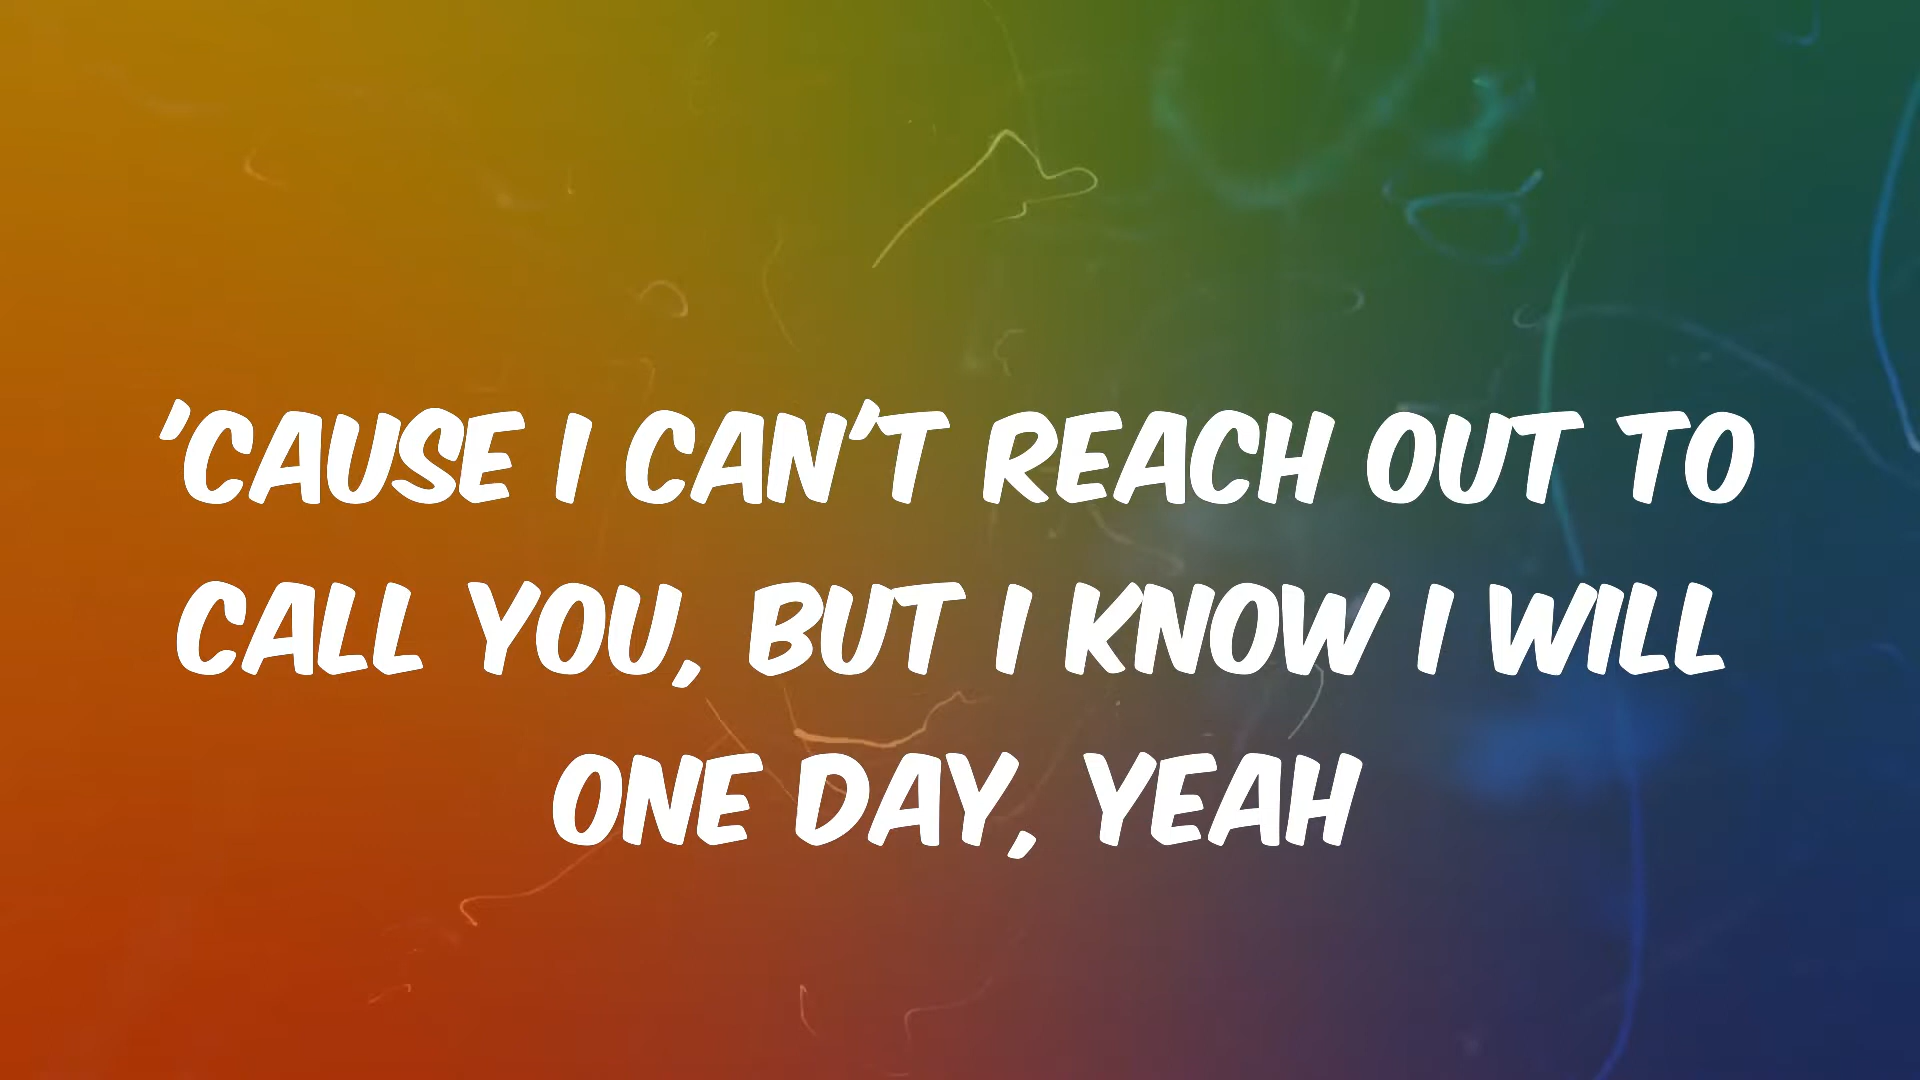 'CAUSE I CAN'T REACH OUT TO
CALL YOU, BUT I KNOW I WILL
ONE DAY, YEAH